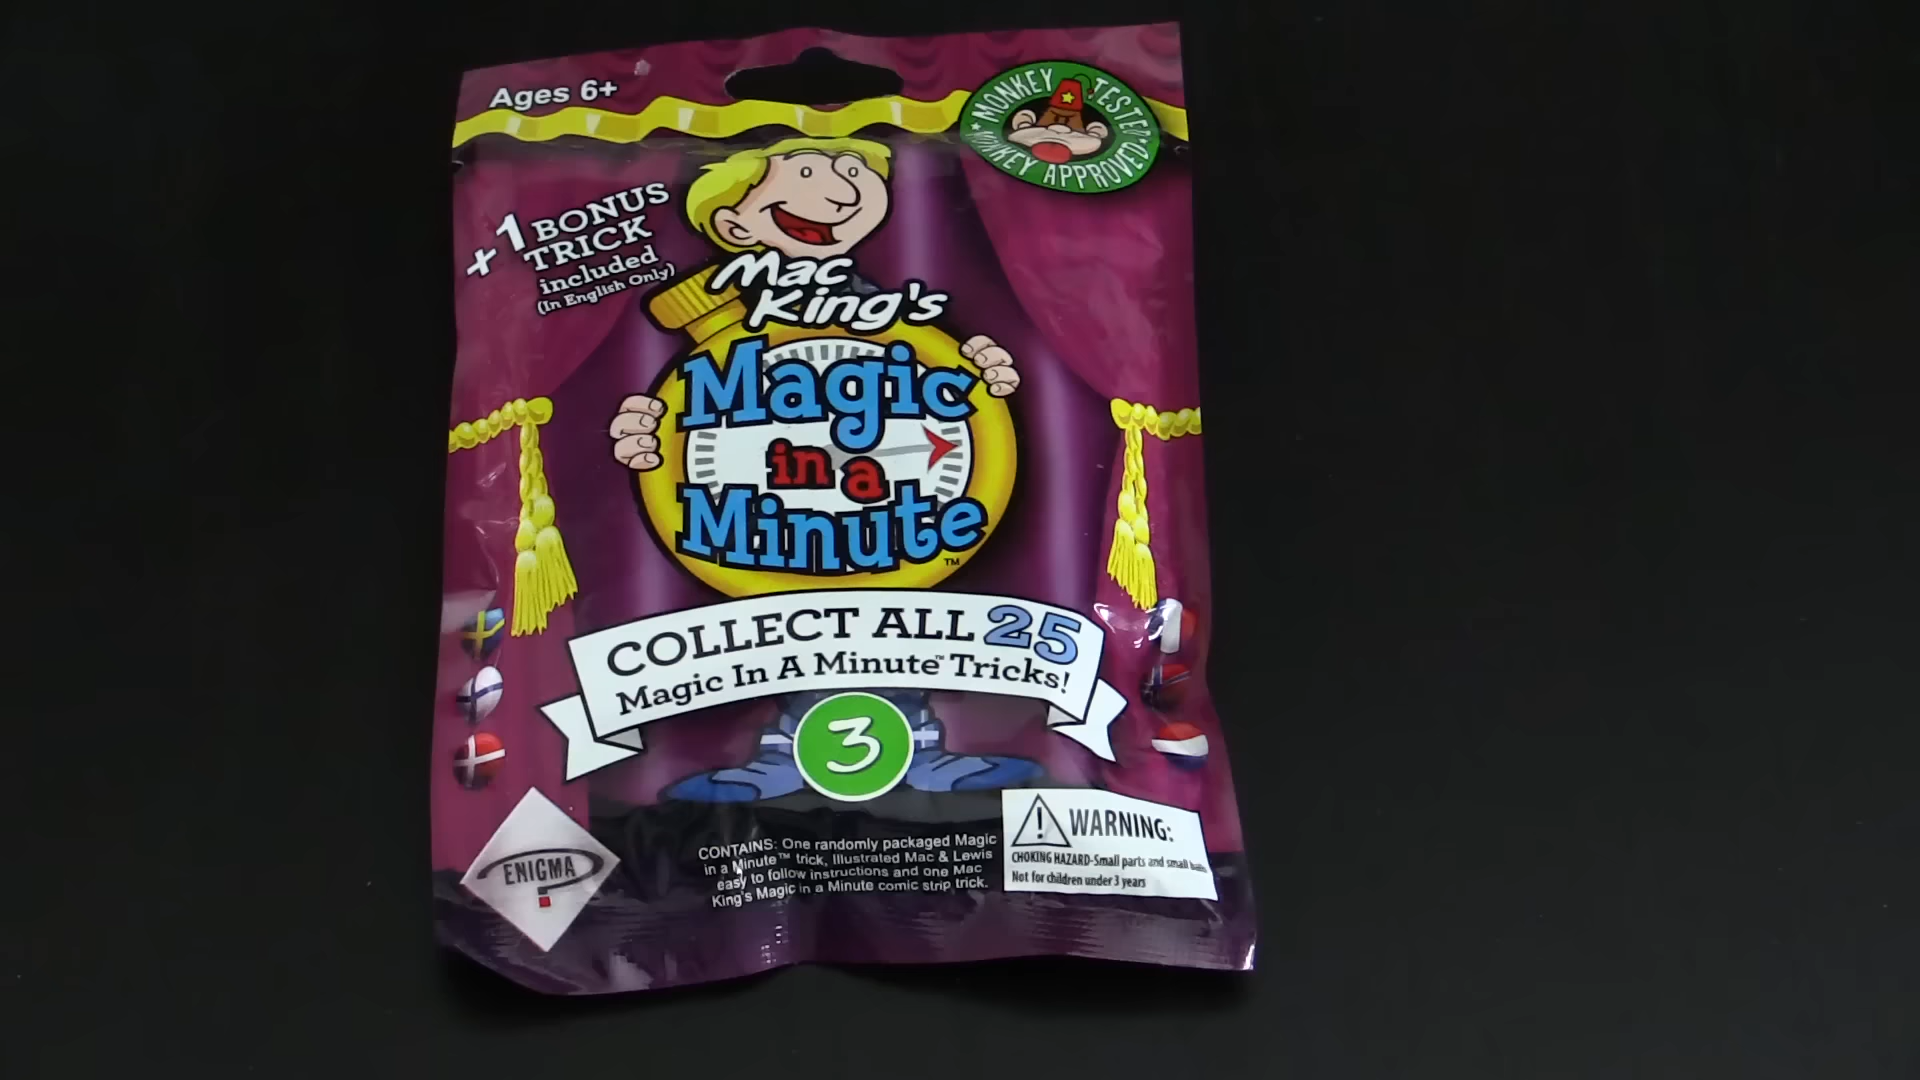 Ages 6+
MONKEY TESTED
MONKEY APPROVED
+1 BONUS
TRICK
included
(In English Only)
Mac
King's
Magic
in a
Minute™
COLLECT ALL 25
Magic In A Minute™ Tricks!
3
ENIGMA
CONTAINS: One randomly packaged Magic
in a Minute™ trick, Illustrated Mac & Lewis
easy to follow instructions and one Mac
King's Magic in a Minute comic strip trick.
WARNING:
CHOKING HAZARD-Small parts and small
Not for children under 3 years